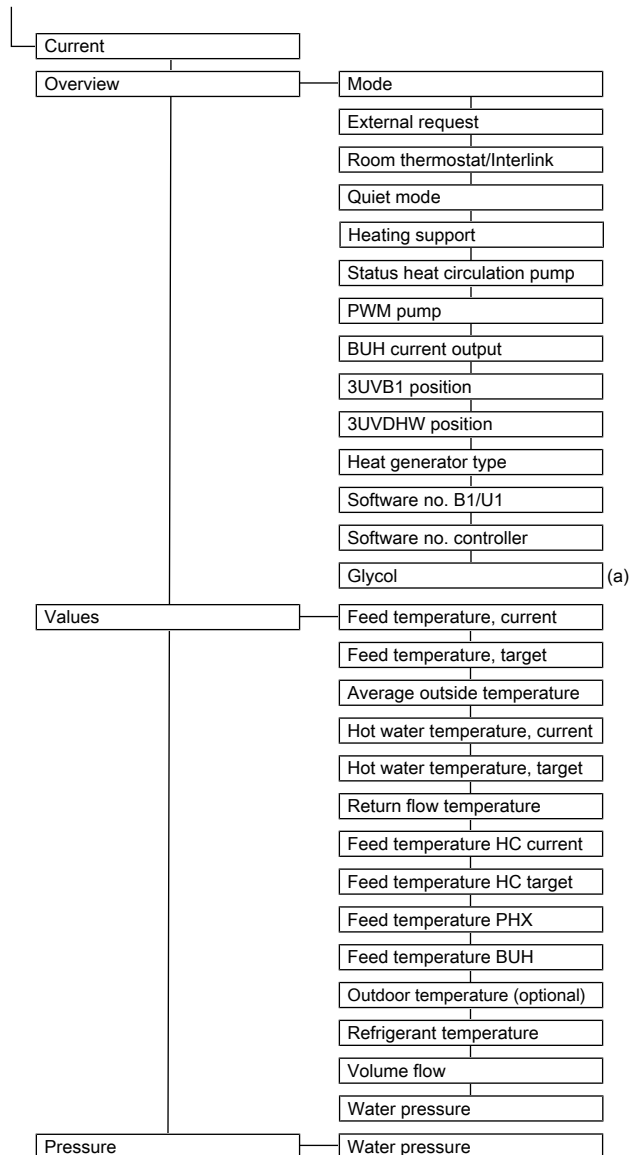 Current
Overview
Mode
External request
Room thermostat/Interlink
Quiet mode
Heating support
Status heat circulation pump
PWM pump
BUH current output
3UVB1 position
3UVDHW position
Heat generator type
Software no. B1/U1
Software no. controller
Glycol (a)
Values
Feed temperature, current
Feed temperature, target
Average outside temperature
Hot water temperature, current
Hot water temperature, target
Return flow temperature
Feed temperature HC current
Feed temperature HC target
Feed temperature PHX
Feed temperature BUH
Outdoor temperature (optional)
Refrigerant temperature
Volume flow
Water pressure
Pressure
Water pressure